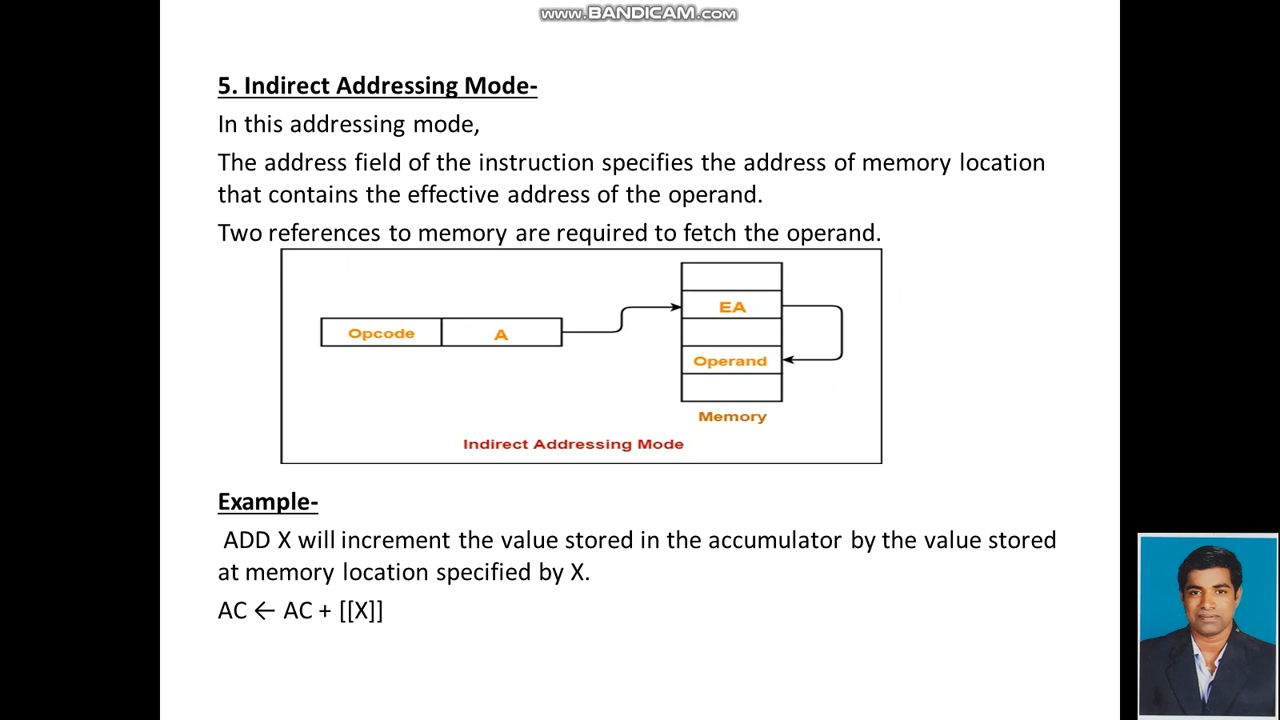 www.BANDICAM.com
5. Indirect Addressing Mode-
In this addressing mode,
The address field of the instruction specifies the address of memory location
that contains the effective address of the operand.
Two references to memory are required to fetch the operand.
EA
Opcode A
Operand
Memory
Indirect Addressing Mode
Example-
ADD X will increment the value stored in the accumulator by the value stored
at memory location specified by X.
AC ← AC + [[X]]